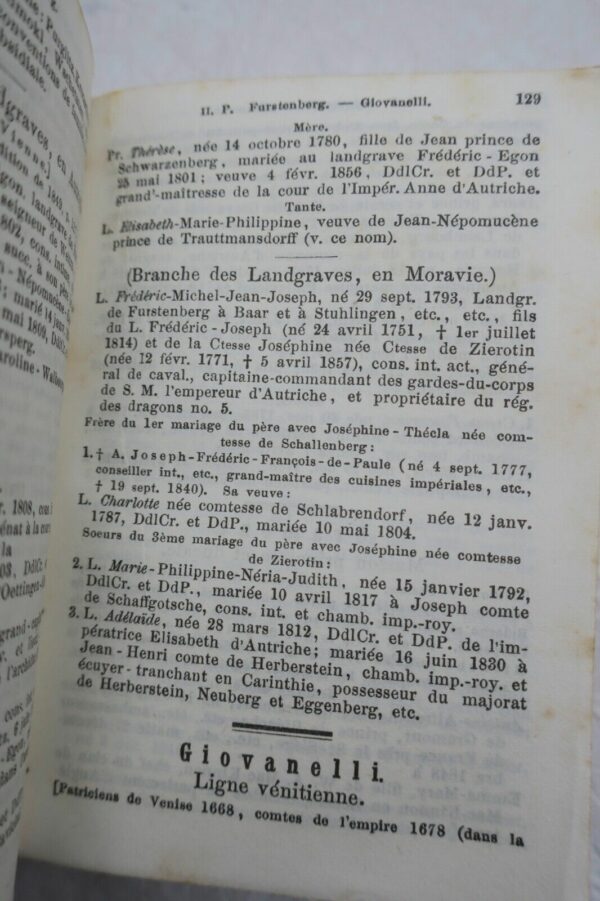 II. P. Furstenberg. — Giovanelli. 129
Mère.
Pr. Thérèse, née 14 octobre 1780, fille de Jean prince de
Schwarzenberg, mariée au landgrave Frédéric-Egon
25 mai 1801; veuve 4 févr. 1856, DdlCr. et DdP. et
grand'-maîtresse de la cour de l'Impér. Anne d'Autriche.
Tante.
L. Elisabeth-Marie-Philippine, veuve de Jean-Népomucène
prince de Trauttmansdorff (v. ce nom).
(Branche des Landgraves, en Moravie.)
L. Frédéric-Michel-Jean-Joseph, né 29 sept. 1793, Landgr.
de Furstenberg à Baar et à Stuhlingen, etc., etc., fils
du L. Frédéric-Joseph (né 24 avril 1751, † 1er juillet
1814) et de la Ctesse Joséphine née Ctesse de Zierotin
(née 12 févr. 1771, † 5 avril 1857), cons. int. act., géné-
ral de caval., capitaine-commandant des gardes-du-corps
de S. M. l'empereur d'Autriche, et propriétaire du rég.
des dragons no. 5.
Frère du 1er mariage du père avec Joséphine-Thécla née com-
tesse de Schallenberg:
1. † A. Joseph-Frédéric-François-de-Paule (né 4 sept. 1777,
conseiller int., etc., grand-maître des cuisines impériales, etc.,
† 19 sept. 1840). Sa veuve:
L. Charlotte née comtesse de Schlabrendorf, née 12 janv.
1787, DdlCr. et DdP., mariée 10 mai 1804.
Soeurs du 3ème mariage du père avec Joséphine née comtesse
de Zierotin:
2. L. Marie-Philippine-Néria-Judith, née 15 janvier 1792,
DdlCr. et DdP., mariée 10 avril 1817 à Joseph comte
de Schaffgotsche, cons. int. et chamb. imp.-roy.
3. L. Adélaïde, née 28 mars 1812, DdlCr. et DdP. de l'im-
pératrice Elisabeth d'Autriche; mariée 16 juin 1830 à
Jean-Henri comte de Herberstein, chamb. imp.-roy. et
écuyer-tranchant en Carinthie, possesseur du majorat
de Herberstein, Neuberg et Eggenberg, etc.
Giovanelli.
Ligne vénitienne.
[Patriciens de Venise 1668, comtes de l'empire 1678 (dans la